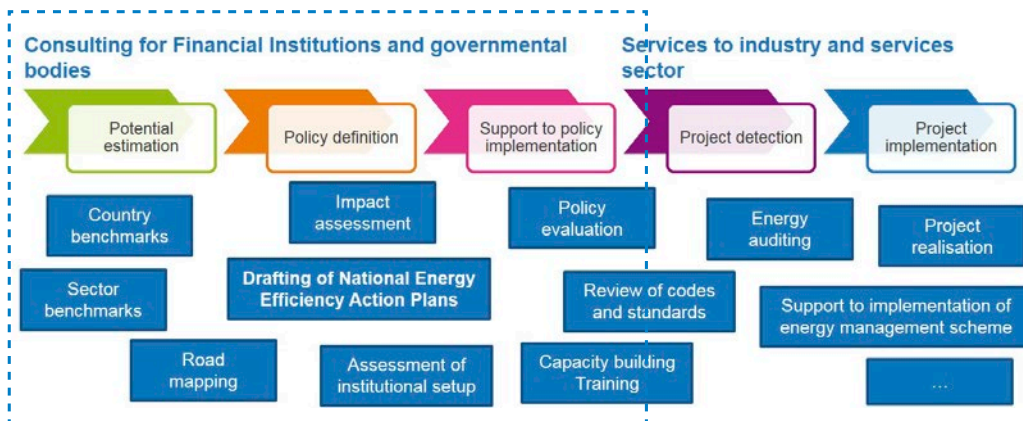 Consulting for Financial Institutions and governmental
bodies
Services to industry and services
sector
Potential
estimation
Policy definition
Support to policy
implementation
Project detection
Project
implementation
Country
benchmarks
Impact
assessment
Policy
evaluation
Energy
auditing
Project
realisation
Sector
benchmarks
Drafting of National Energy
Efficiency Action Plans
Review of codes
and standards
Support to implementation of
energy management scheme
Road
mapping
Assessment of
institutional setup
Capacity building
Training
...